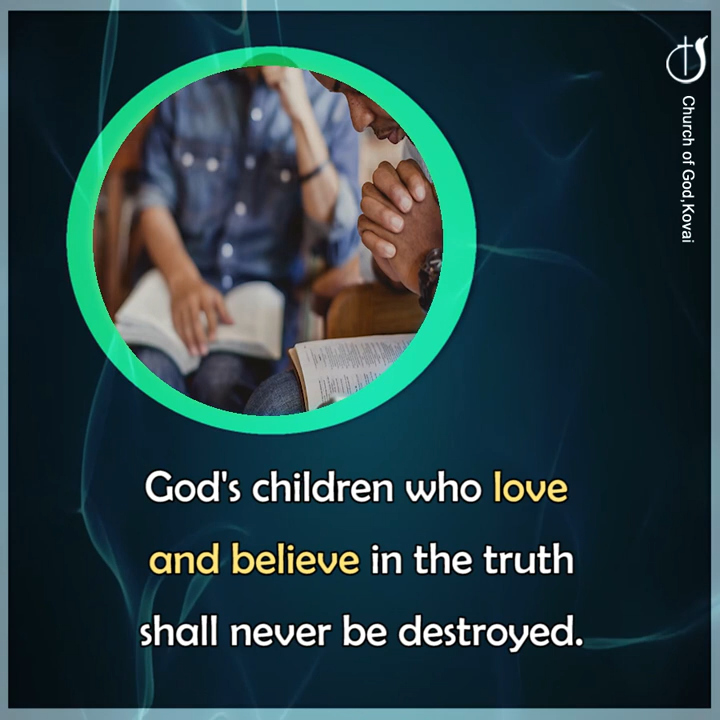 Church of God,Kovai
God's children who love
and believe in the truth
shall never be destroyed.